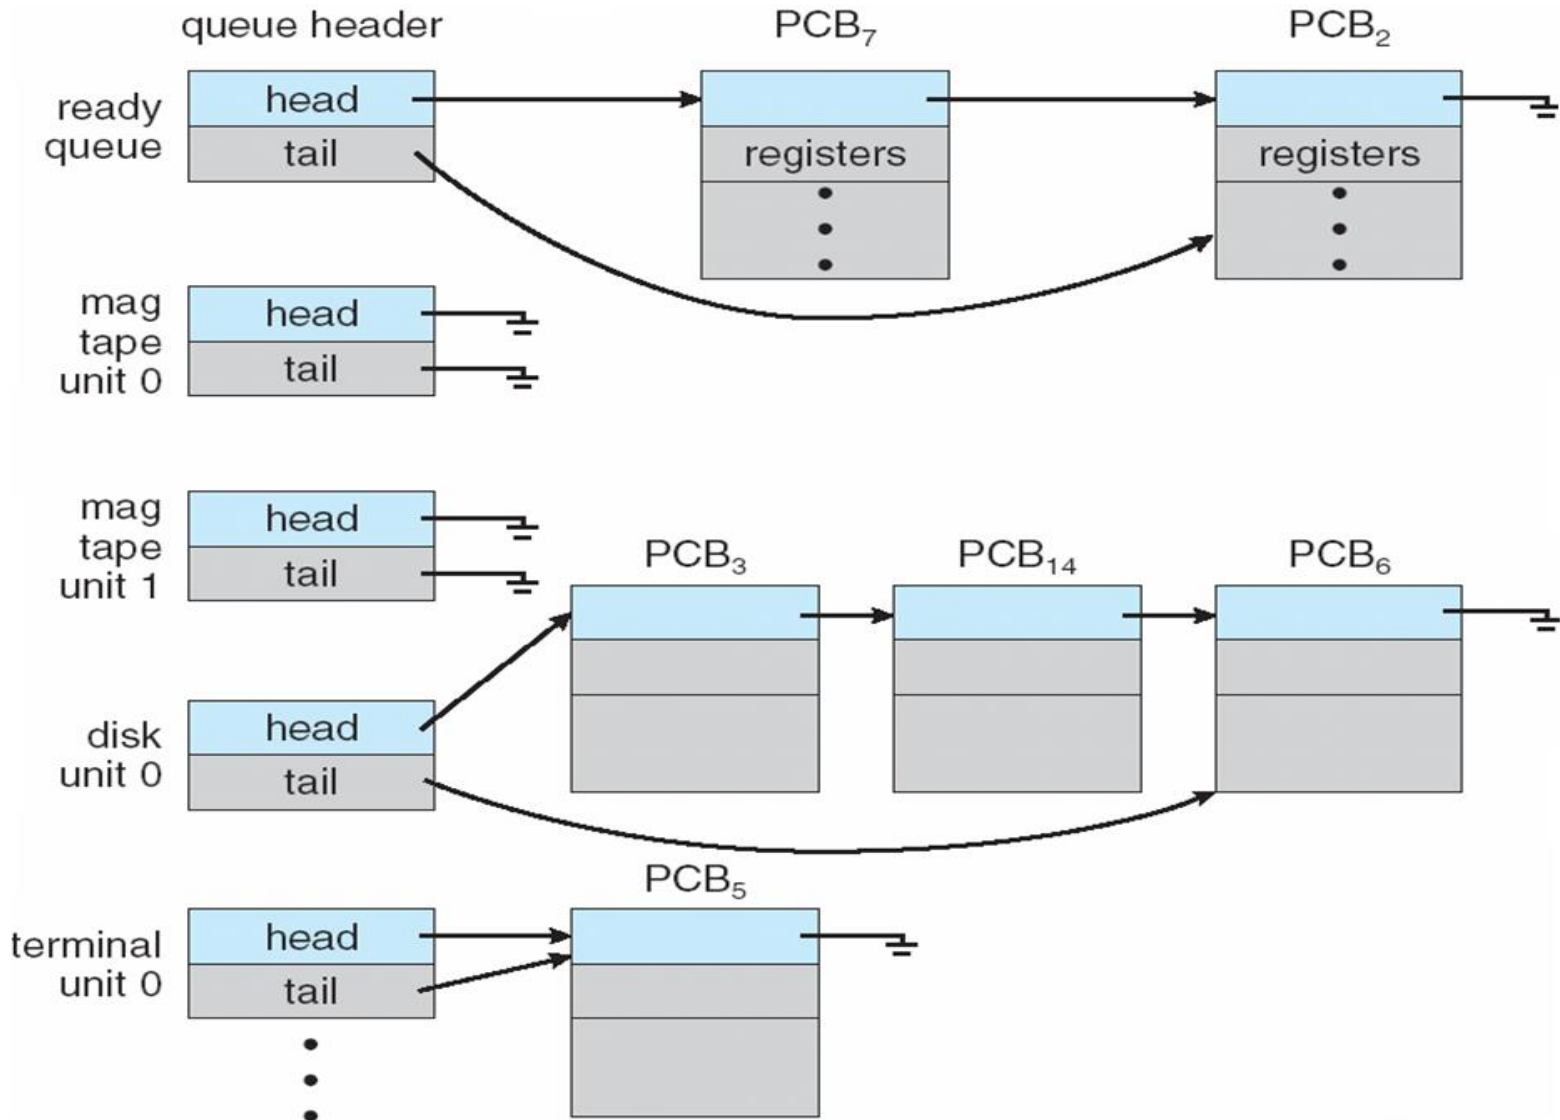 queue header
PCB₇
PCB₂
ready
queue
head
tail
registers
registers
mag
tape
unit 0
head
tail
mag
tape
unit 1
head
tail
PCB₃
PCB₁₄
PCB₆
disk
unit 0
head
tail
PCB₅
terminal
unit 0
head
tail